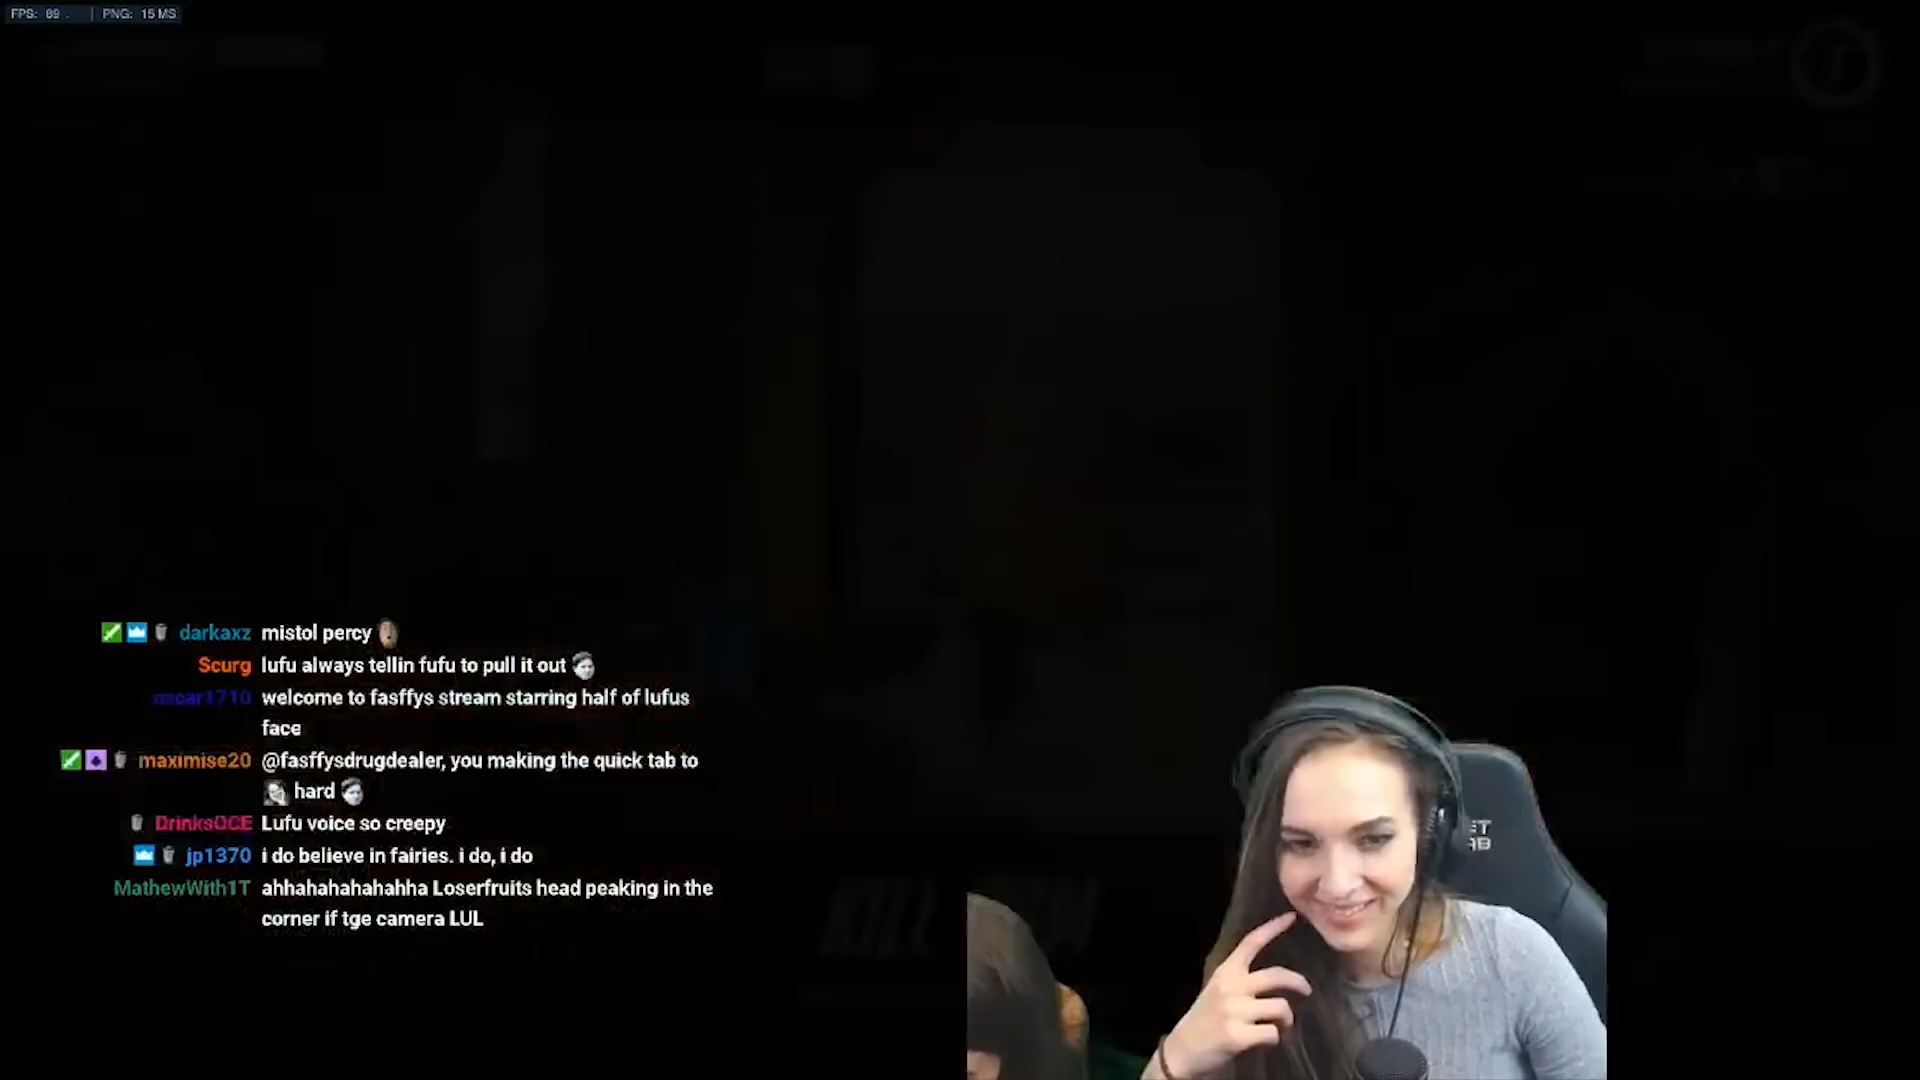 FPS: 89 | PNG: 15 MS
darkaxz mistol percy
Scurg lufu always tellin fufu to pull it out
oscar1710 welcome to fasffys stream starring half of lufus
face
maximise20 @fasffysdrugdealer, you making the quick tab to
hard
DrinksOCE Lufu voice so creepy
jp1370 i do believe in fairies. i do, i do
MathewWith1T ahhahahahahahha Loserfruits head peaking in the
corner if tge camera LUL
KILL